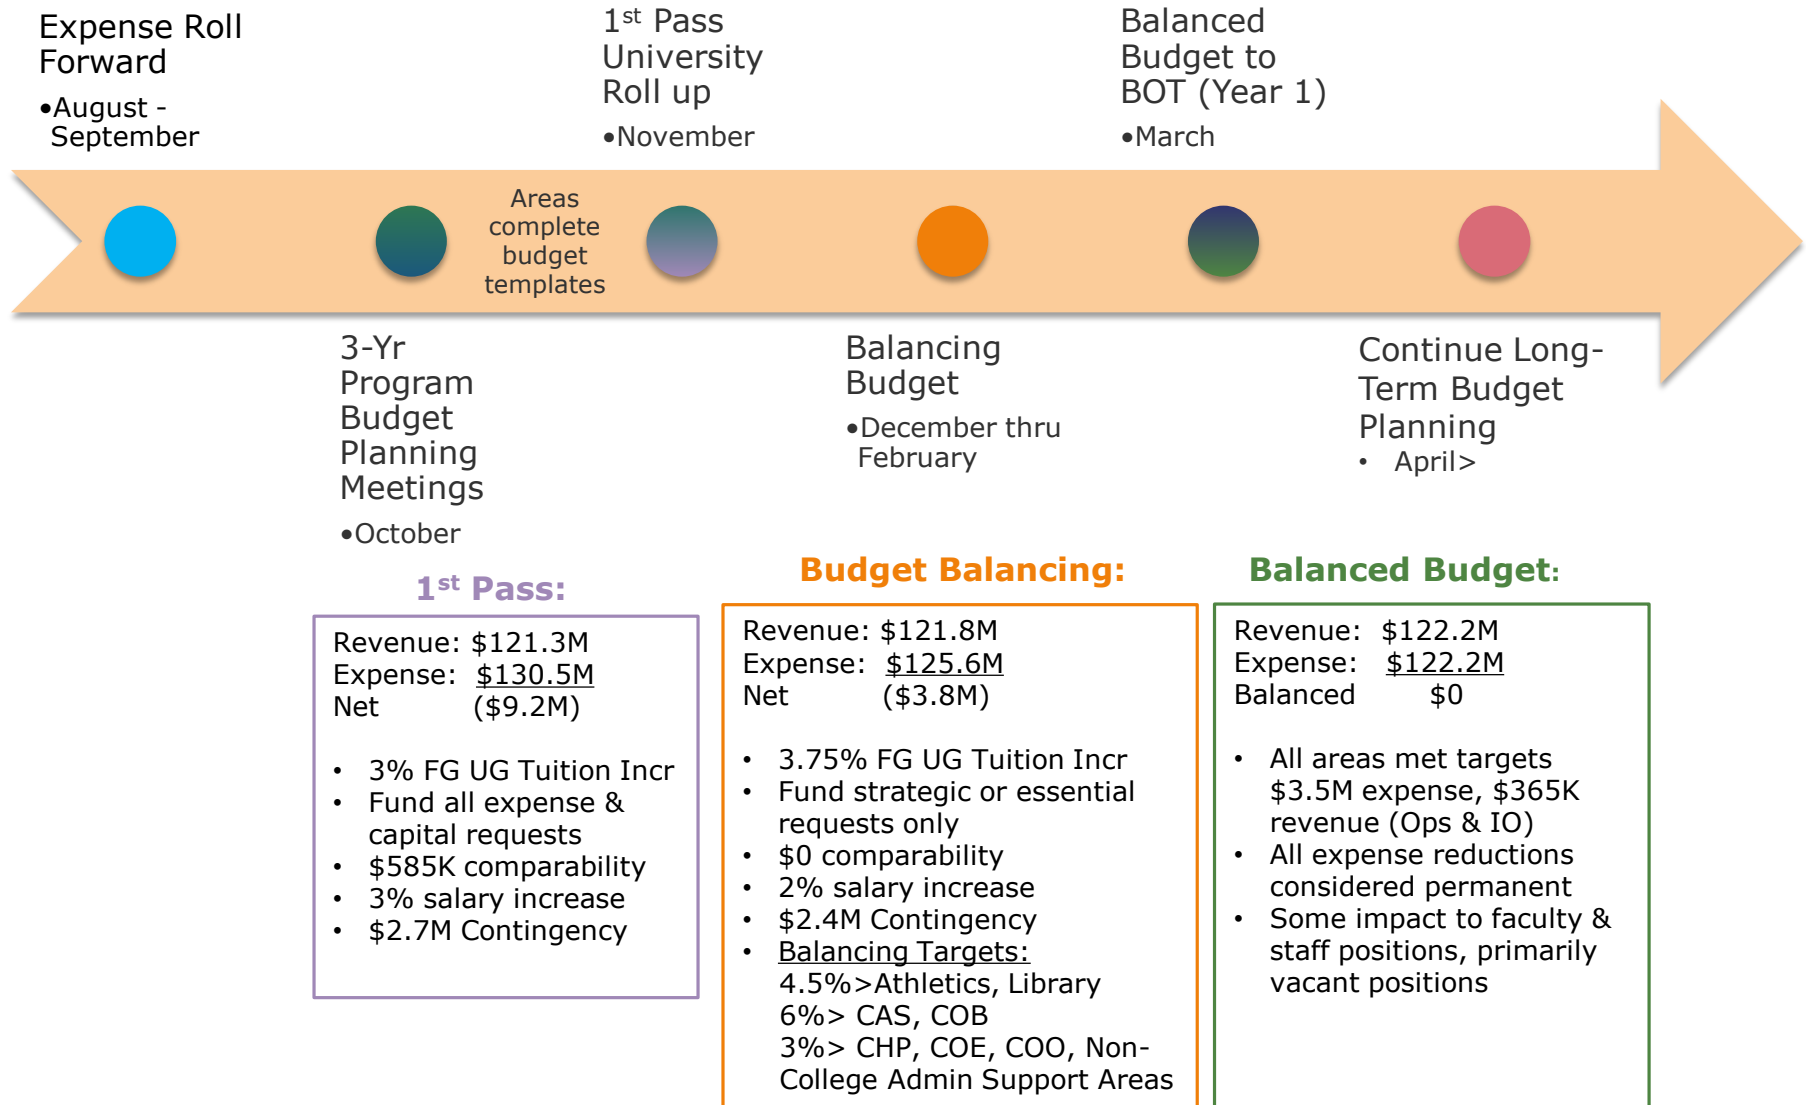 Expense Roll
Forward
•August -
September
1st Pass
University
Roll up
•November
Balanced
Budget to
BOT (Year 1)
•March
Areas
complete
budget
templates
3-Yr
Program
Budget
Planning
Meetings
•October
Balancing
Budget
•December thru
February
Continue Long-
Term Budget
Planning
• April>
1st Pass:
Revenue: $121.3M
Expense: $130.5M
Net ($9.2M)
• 3% FG UG Tuition Incr
• Fund all expense &
capital requests
• $585K comparability
• 3% salary increase
• $2.7M Contingency
Budget Balancing:
Revenue: $121.8M
Expense: $125.6M
Net ($3.8M)
• 3.75% FG UG Tuition Incr
• Fund strategic or essential
requests only
• $0 comparability
• 2% salary increase
• $2.4M Contingency
• Balancing Targets:
4.5%>Athletics, Library
6%> CAS, COB
3%> CHP, COE, COO, Non-
College Admin Support Areas
Balanced Budget:
Revenue: $122.2M
Expense: $122.2M
Balanced $0
• All areas met targets
$3.5M expense, $365K
revenue (Ops & IO)
• All expense reductions
considered permanent
• Some impact to faculty &
staff positions, primarily
vacant positions